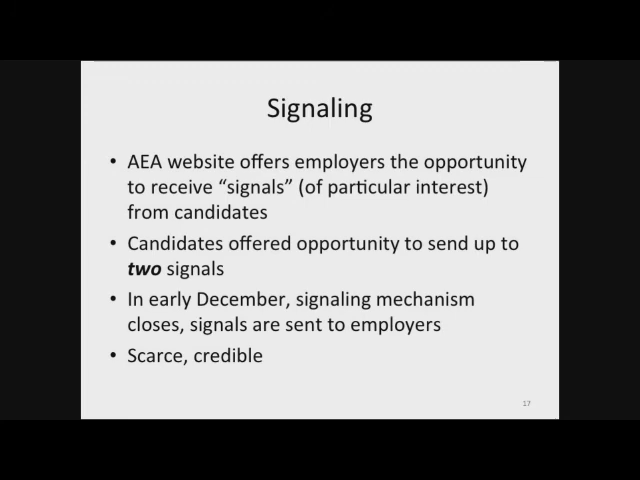 Signaling
• AEA website offers employers the opportunity
to receive “signals” (of particular interest)
from candidates
• Candidates offered opportunity to send up to
two signals
• In early December, signaling mechanism
closes, signals are sent to employers
• Scarce, credible
17